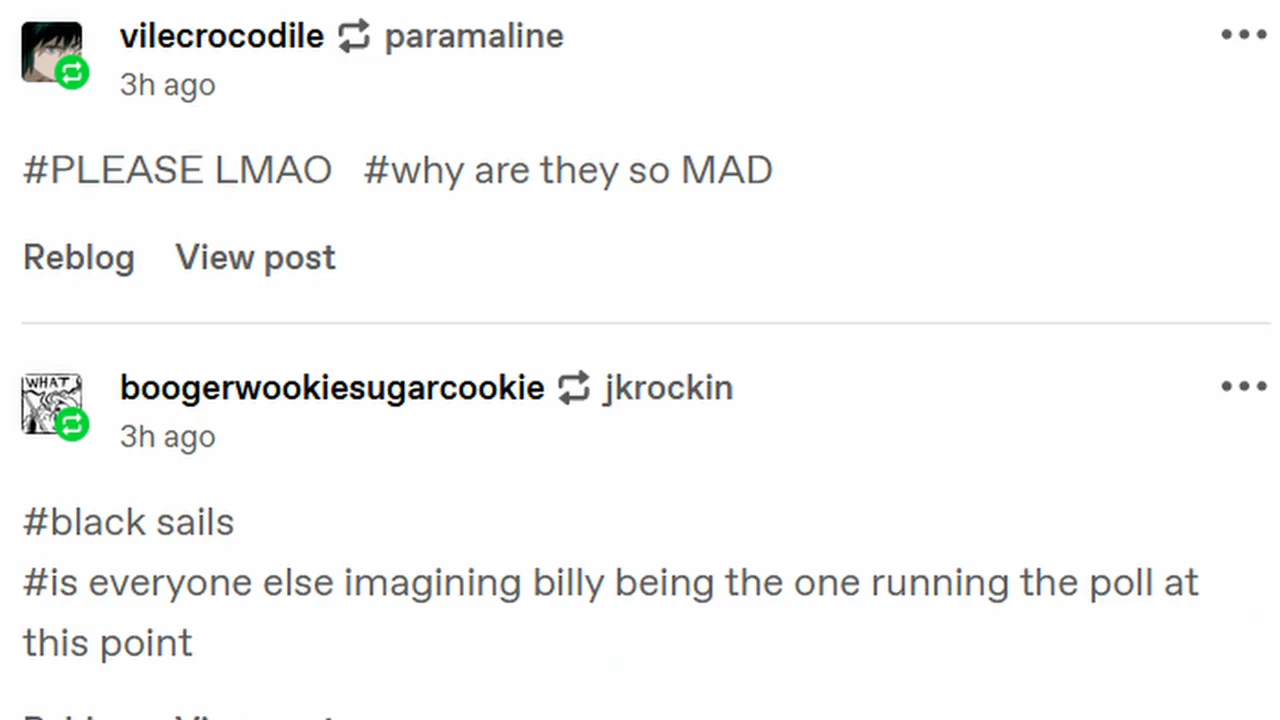 vilecrocodile paramaline
3h ago
#PLEASE LMAO #why are they so MAD
Reblog View post
WHAT
boogerwookiesugarcookie jkrockin
3h ago
#black sails
#is everyone else imagining billy being the one running the poll at
this point